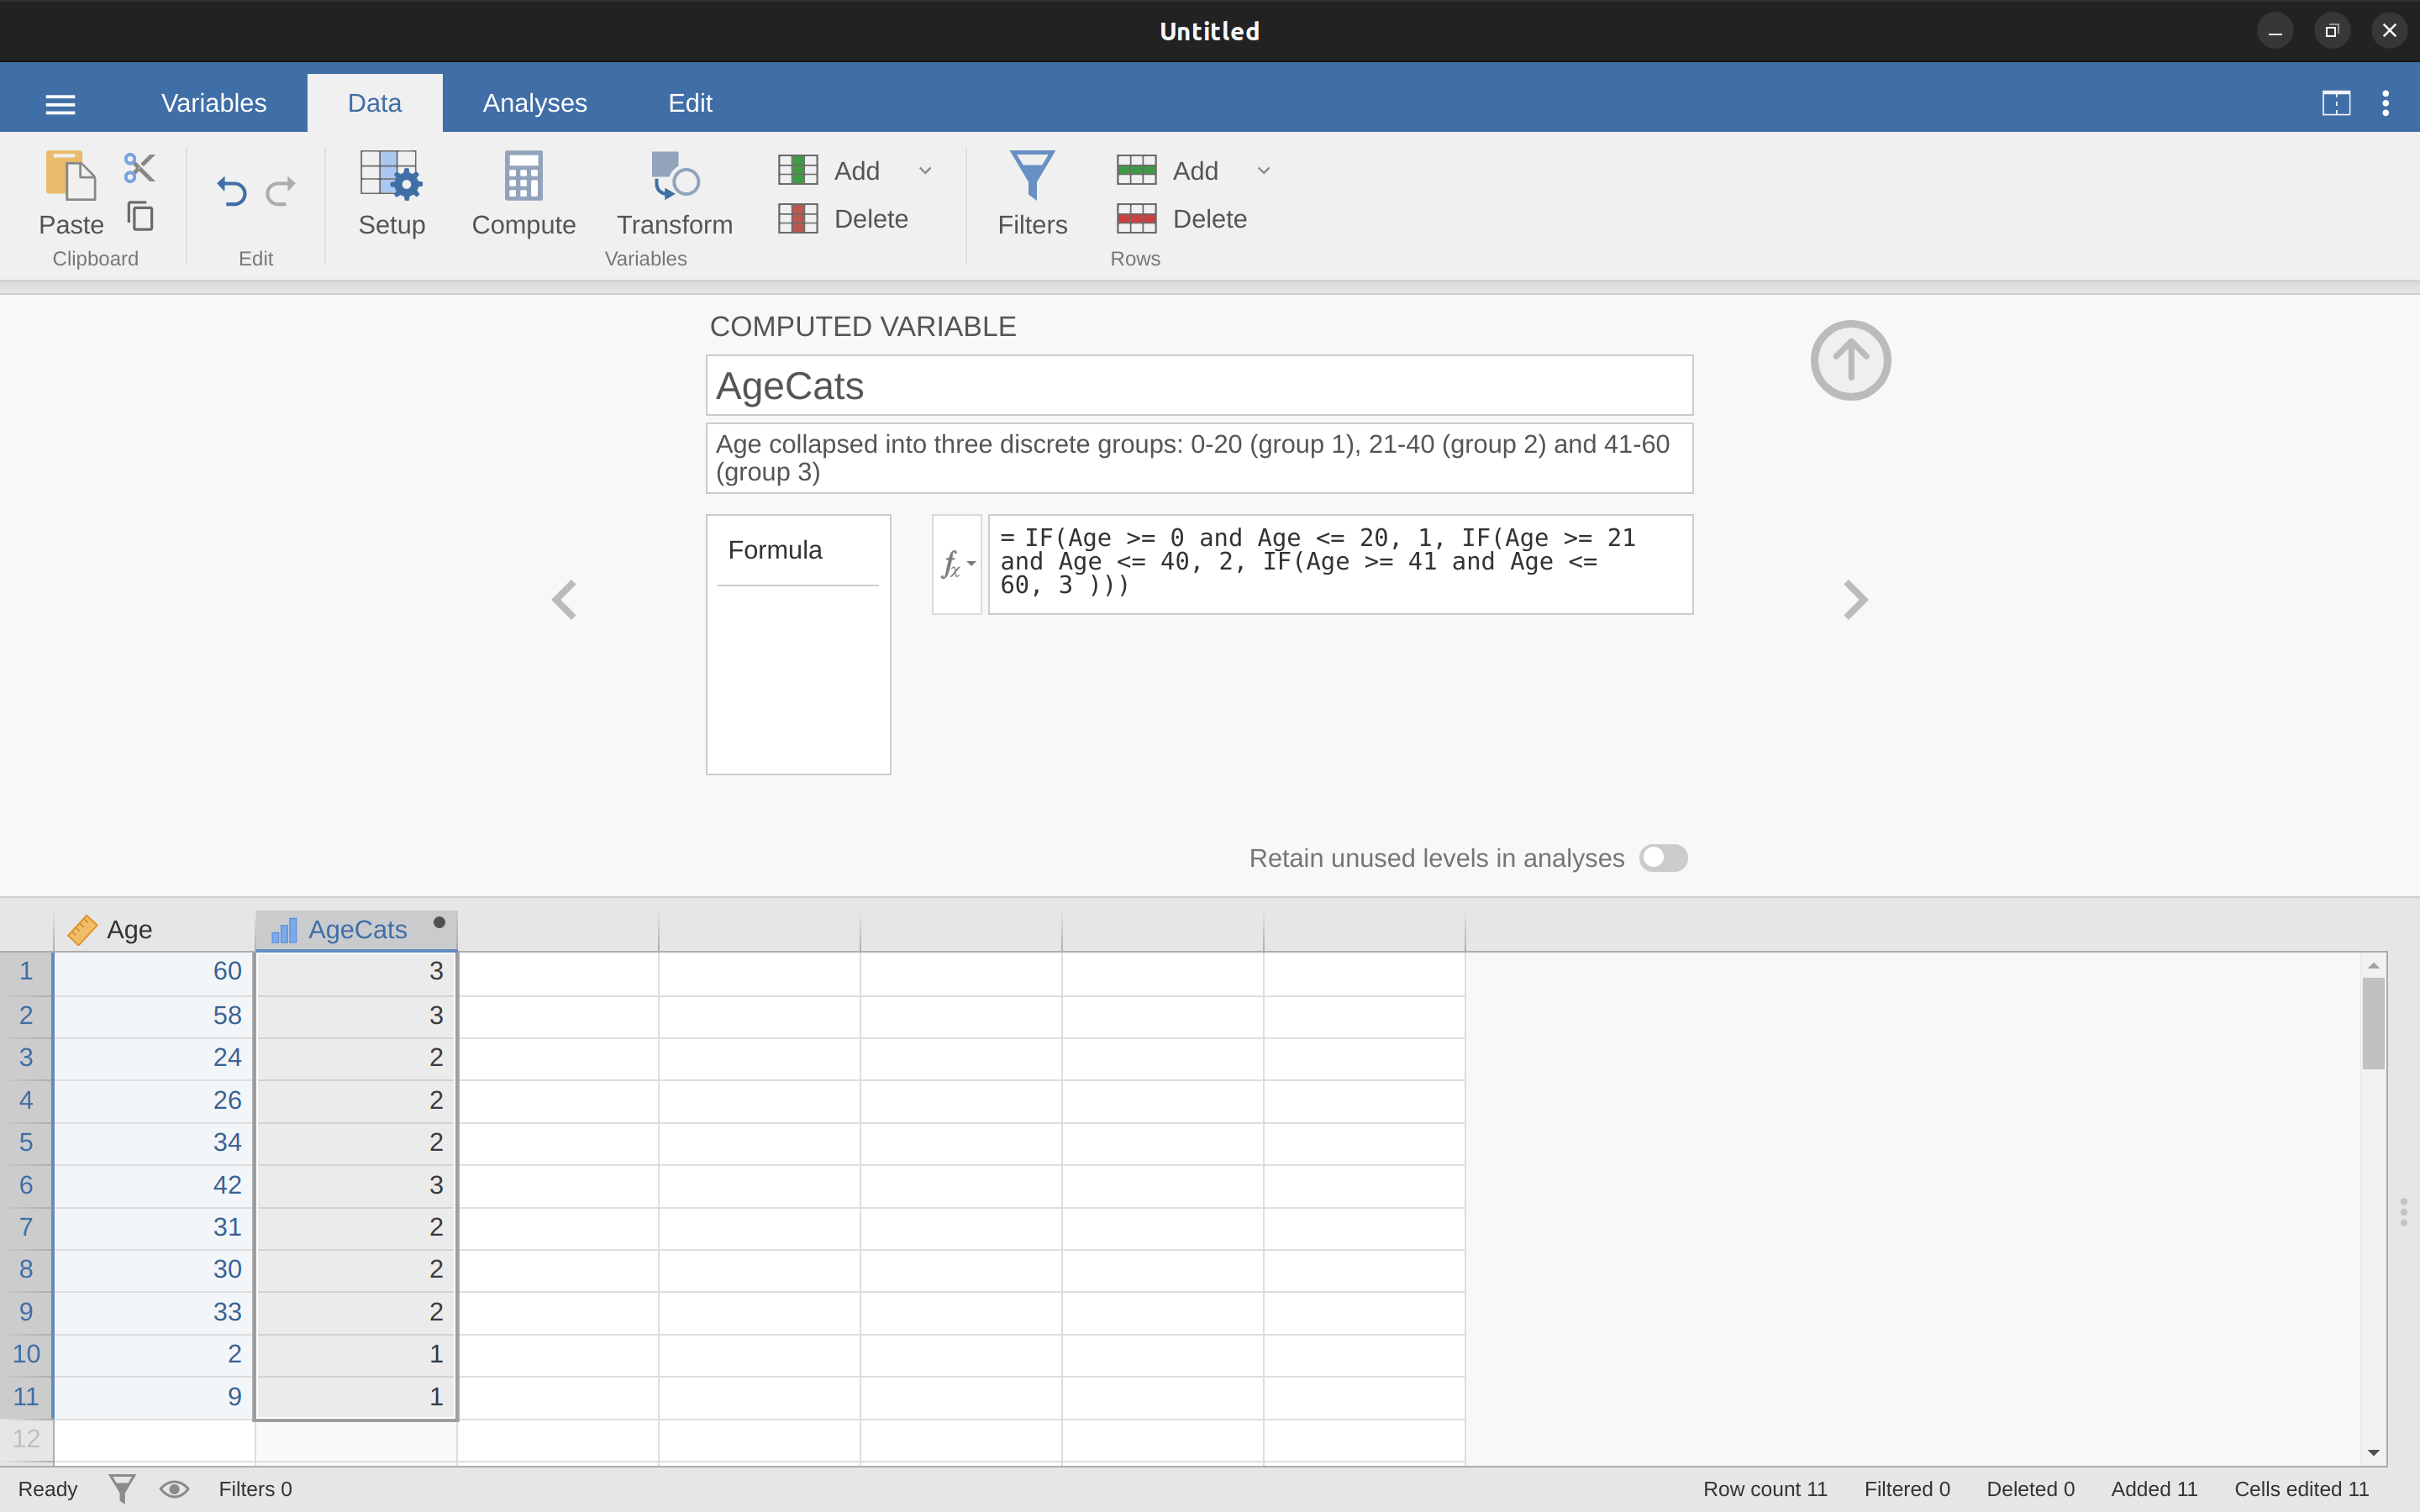 Untitled
Variables Data Analyses Edit
Paste
Clipboard
Edit
Setup Compute Transform
Add
Delete
Variables
Filters
Add
Delete
Rows
COMPUTED VARIABLE
AgeCats
Age collapsed into three discrete groups: 0-20 (group 1), 21-40 (group 2) and 41-60
(group 3)
Formula
fx
= IF(Age >= 0 and Age <= 20, 1, IF(Age >= 21
and Age <= 40, 2, IF(Age >= 41 and Age <=
60, 3 )))
Retain unused levels in analyses
Age AgeCats
1 60 3
2 58 3
3 24 2
4 26 2
5 34 2
6 42 3
7 31 2
8 30 2
9 33 2
10 2 1
11 9 1
12
Ready Filters 0 Row count 11 Filtered 0 Deleted 0 Added 11 Cells edited 11